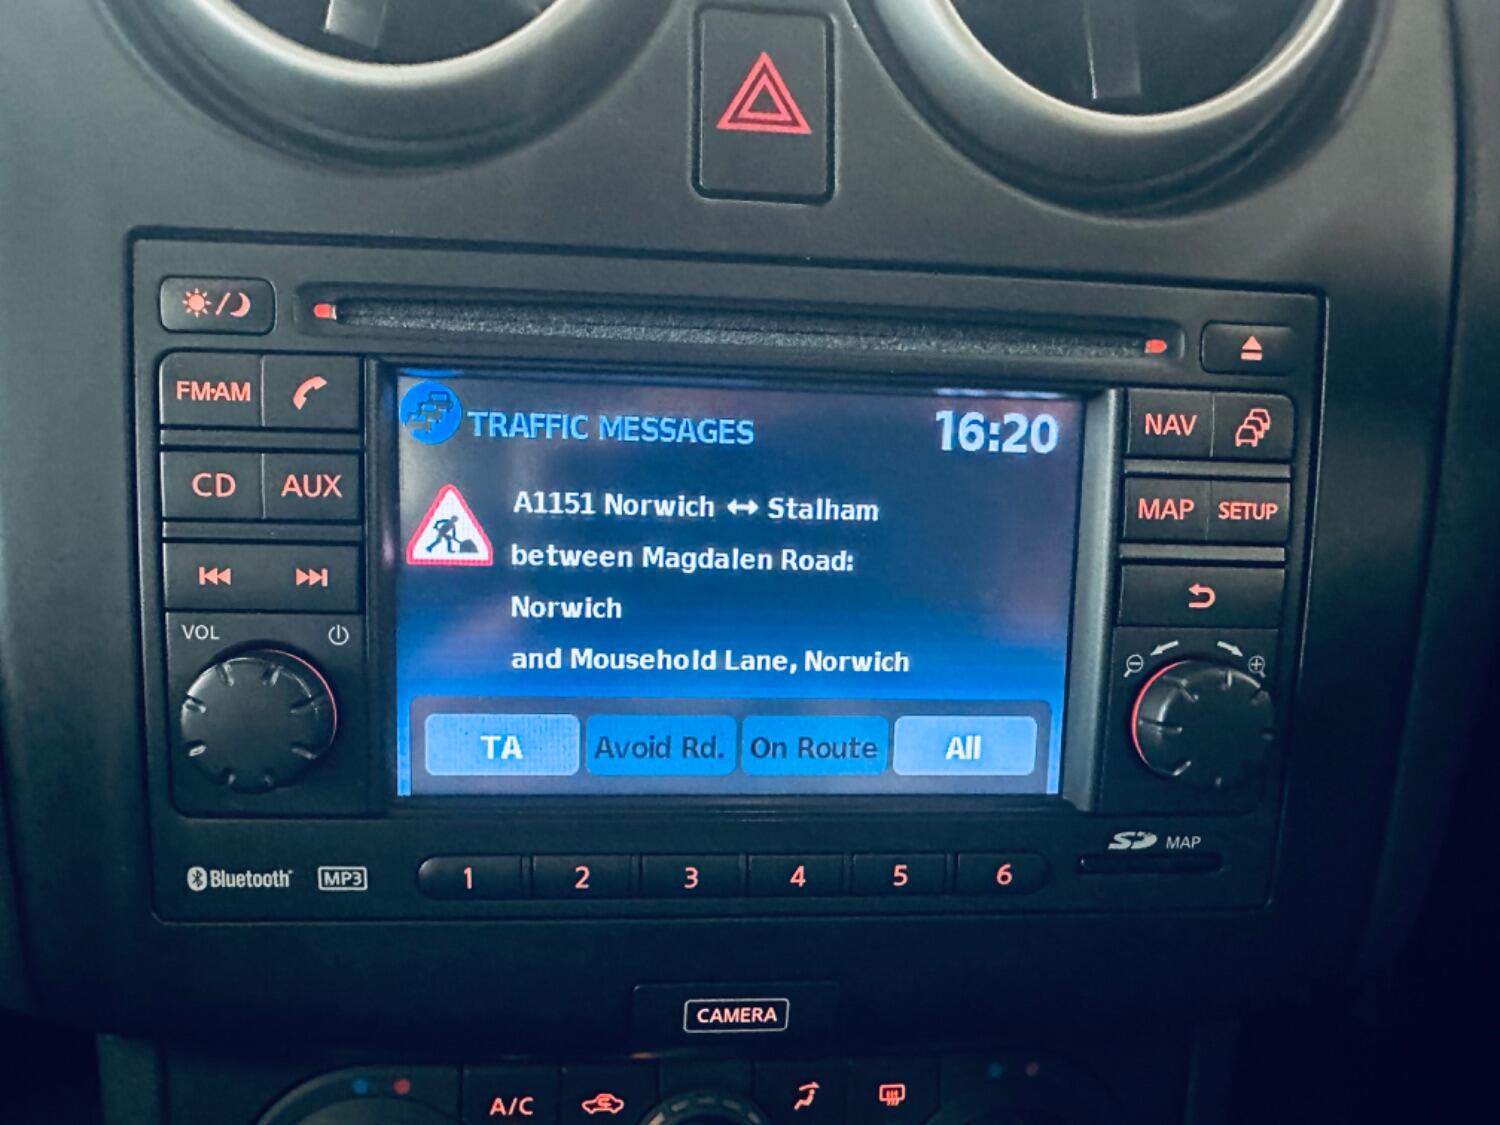 FM·AM
CD AUX
VOL
TRAFFIC MESSAGES 16:20
A1151 Norwich ↔ Stalham
between Magdalen Road:
Norwich
and Mousehold Lane, Norwich
TA Avoid Rd. On Route All
NAV
MAP SETUP
Bluetooth MP3
1 2 3 4 5 6
SD MAP
CAMERA
A/C